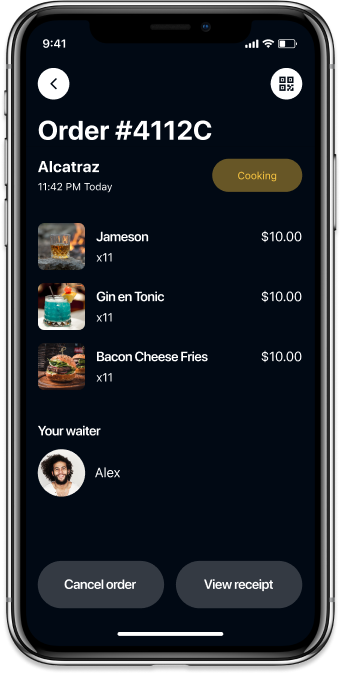 9:41
Order #4112C
Alcatraz
11:42 PM Today
Cooking
Jameson
$10.00
x11
Gin en Tonic
$10.00
x11
Bacon Cheese Fries
$10.00
x11
Your waiter
Alex
Cancel order
View receipt